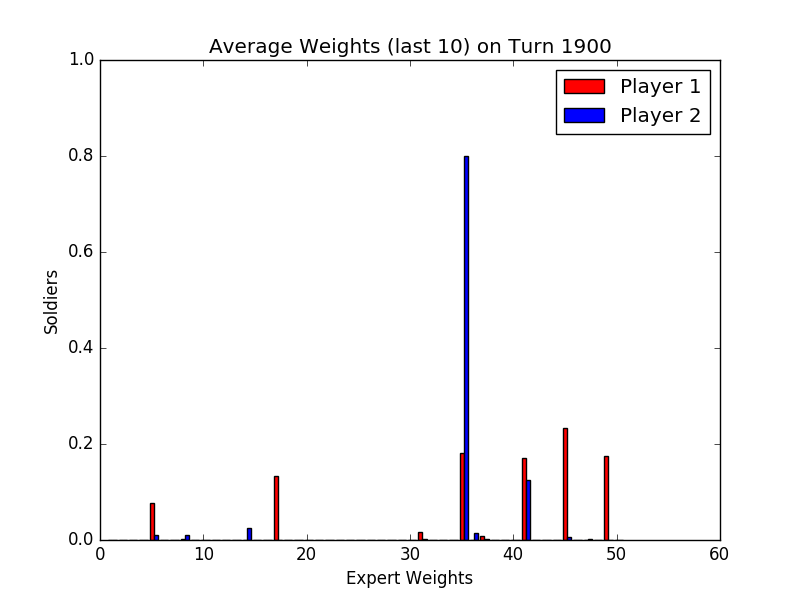 Average Weights (last 10) on Turn 1900
1.0
0.8
0.6
0.4
0.2
0.0
Soldiers
Player 1
Player 2
0 10 20 30 40 50 60
Expert Weights